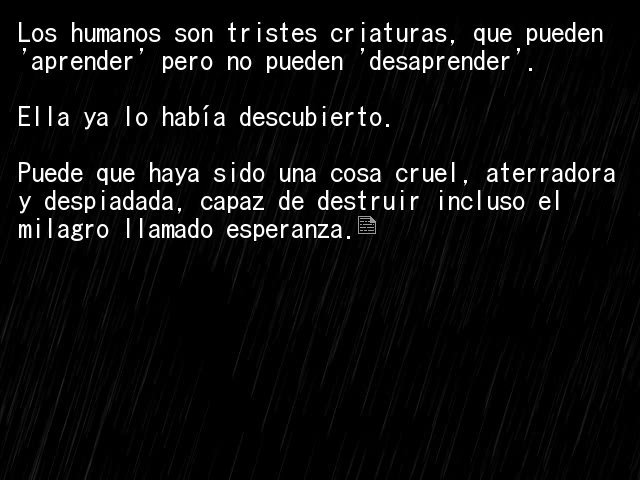 Los humanos son tristes criaturas, que pueden
'aprender' pero no pueden 'desaprender'.
Ella ya lo había descubierto.
Puede que haya sido una cosa cruel, aterradora
y despiadada, capaz de destruir incluso el
milagro llamado esperanza.